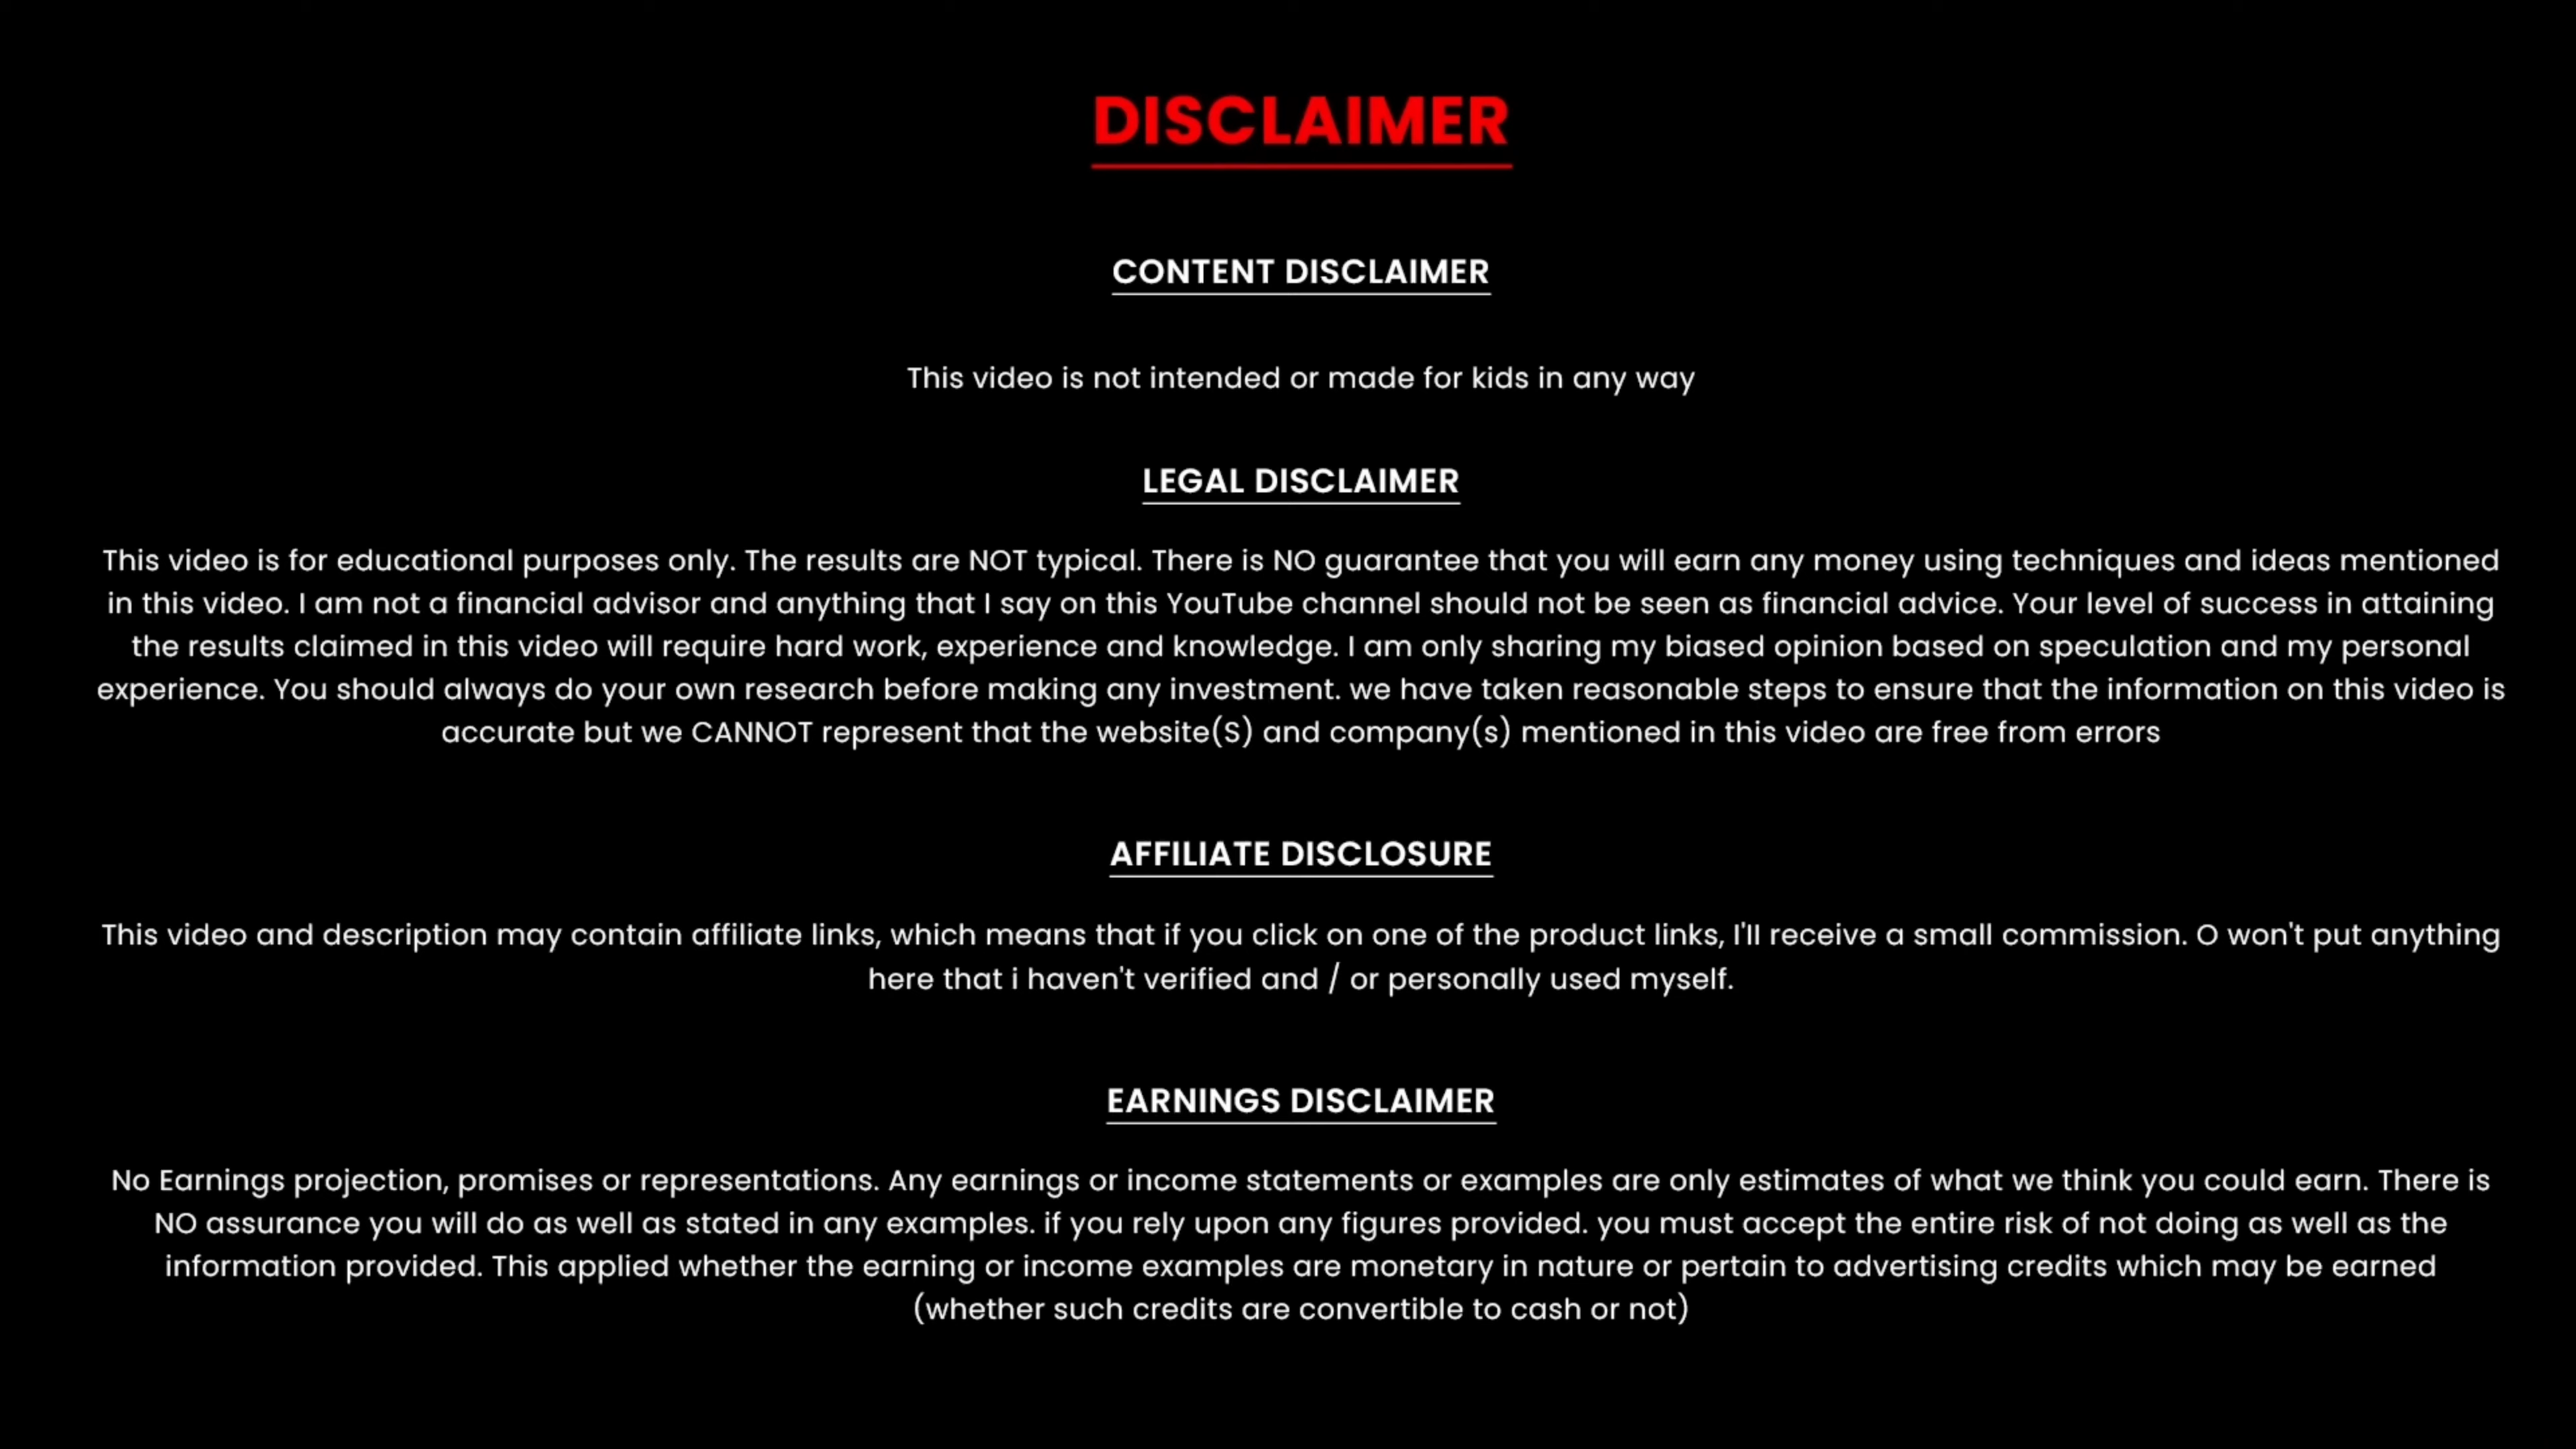 DISCLAIMER
CONTENT DISCLAIMER
This video is not intended or made for kids in any way
LEGAL DISCLAIMER
This video is for educational purposes only. The results are NOT typical. There is NO guarantee that you will earn any money using techniques and ideas mentioned
in this video. I am not a financial advisor and anything that I say on this YouTube channel should not be seen as financial advice. Your level of success in attaining
the results claimed in this video will require hard work, experience and knowledge. I am only sharing my biased opinion based on speculation and my personal
experience. You should always do your own research before making any investment. we have taken reasonable steps to ensure that the information on this video is
accurate but we CANNOT represent that the website(S) and company(s) mentioned in this video are free from errors
AFFILIATE DISCLOSURE
This video and description may contain affiliate links, which means that if you click on one of the product links, I'll receive a small commission. O won't put anything
here that i haven't verified and / or personally used myself.
EARNINGS DISCLAIMER
No Earnings projection, promises or representations. Any earnings or income statements or examples are only estimates of what we think you could earn. There is
NO assurance you will do as well as stated in any examples. if you rely upon any figures provided. you must accept the entire risk of not doing as well as the
information provided. This applied whether the earning or income examples are monetary in nature or pertain to advertising credits which may be earned
(whether such credits are convertible to cash or not)